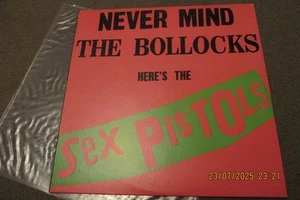 NEVER MIND
THE BOLLOCKS
HERE'S THE
Sex PISTOLS
23/07/2025 23:21